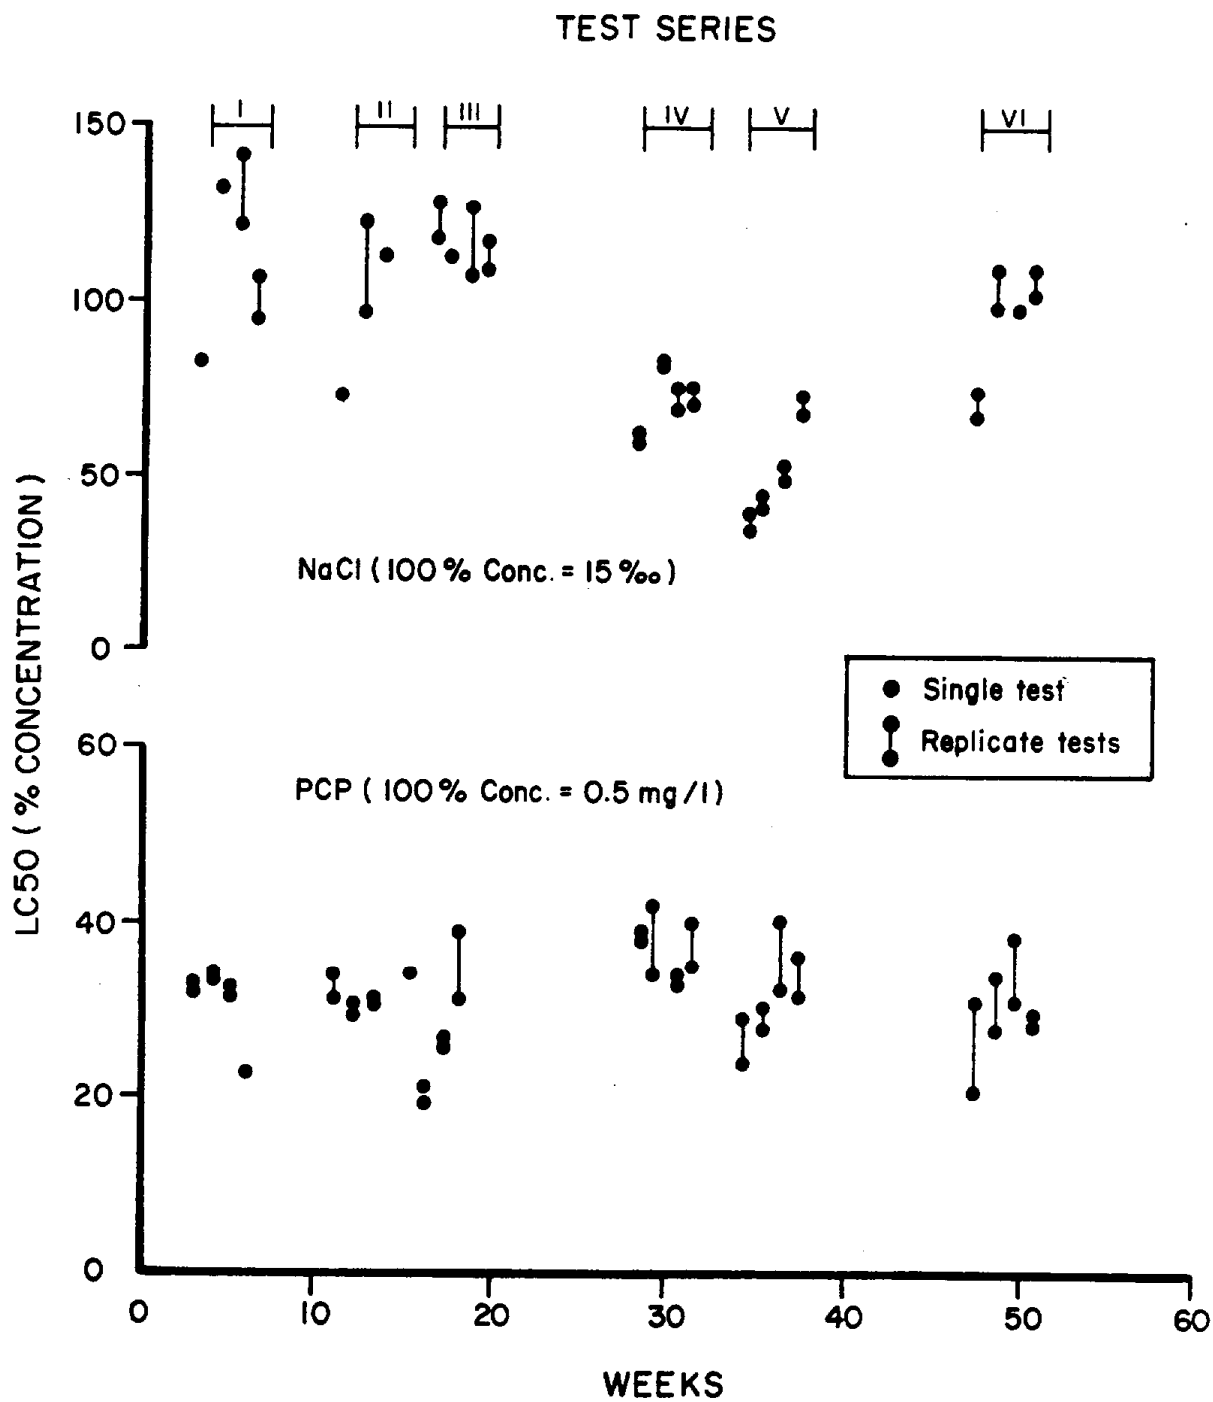 TEST SERIES
I II III IV V VI
150
100
50
0
NaCl ( 100 % Conc. = 15 ‰ )
Single test
Replicate tests
60
40
20
0
PCP ( 100 % Conc. = 0.5 mg / l )
LC50 ( % CONCENTRATION )
0 10 20 30 40 50 60
WEEKS